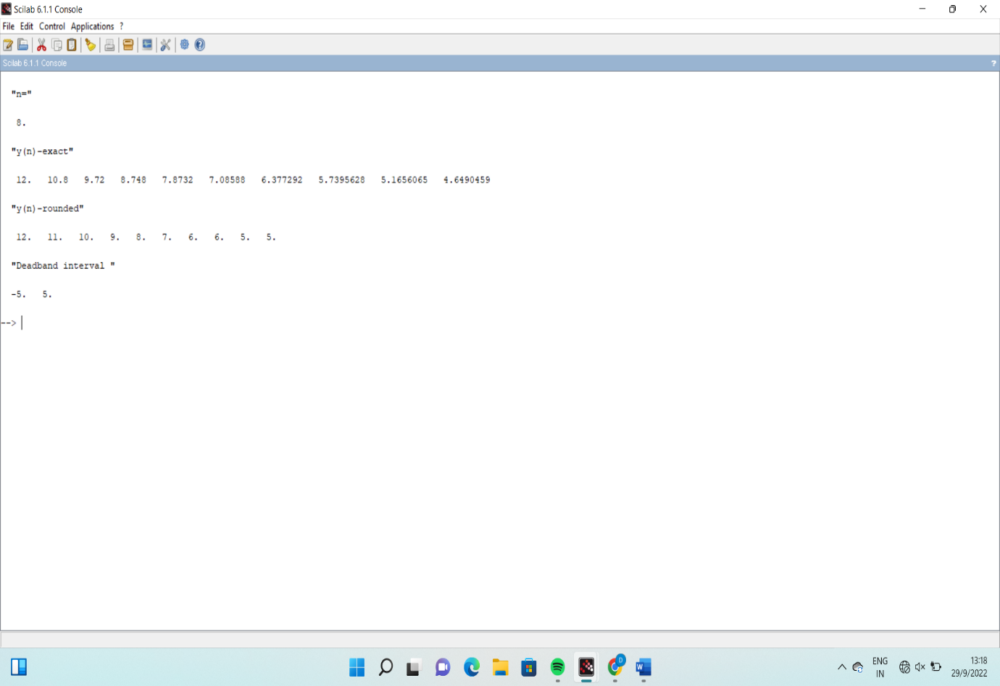 Scilab 6.1.1 Console
File Edit Control Applications ?
Scilab 6.1.1 Console ?
"n="
8.
"y(n)-exact"
12. 10.8 9.72 8.748 7.8732 7.08588 6.377292 5.7395628 5.1656065 4.6490459
"y(n)-rounded"
12. 11. 10. 9. 8. 7. 6. 6. 5. 5.
"Deadband interval "
-5. 5.
-->
D
W
ENG
IN
13:18
29/9/2022